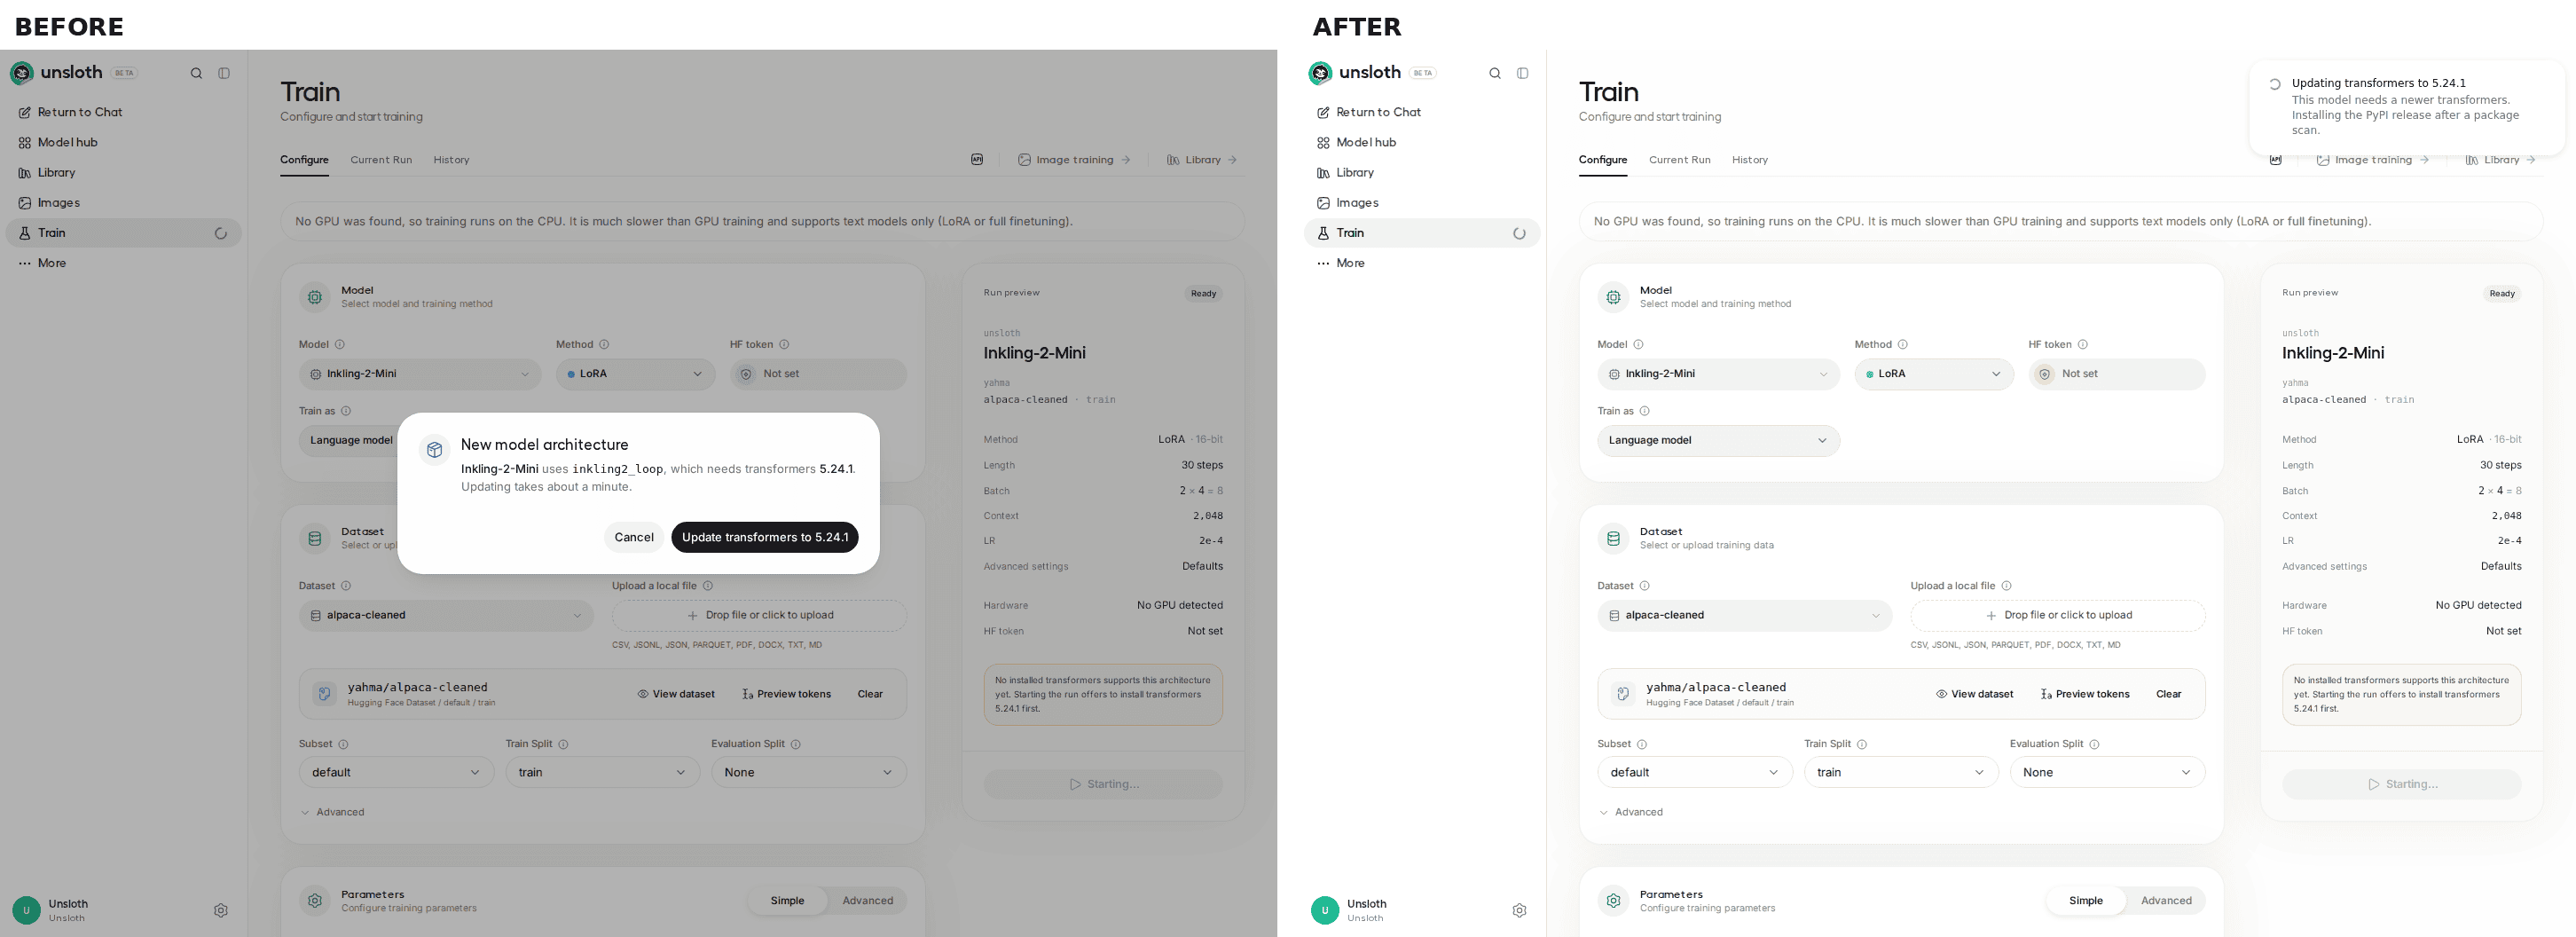 BEFORE
unsloth BETA
Return to Chat
Model hub
Library
Images
Train
More
Unsloth
U
Unsloth
Train
Configure and start training
Configure Current Run History
API Image training Library
No GPU was found, so training runs on the CPU. It is much slower than GPU training and supports text models only (LoRA or full finetuning).
Model
Select model and training method
Model Method HF token
Inkling-2-Mini LoRA Not set
Train as
Language model
New model architecture
Inkling-2-Mini uses inkling2_loop, which needs transformers 5.24.1.
Updating takes about a minute.
Cancel Update transformers to 5.24.1
Dataset
Select or upl
Dataset Upload a local file
alpaca-cleaned Drop file or click to upload
CSV, JSONL, JSON, PARQUET, PDF, DOCX, TXT, MD
yahma/alpaca-cleaned
Hugging Face Dataset / default / train
View dataset Preview tokens Clear
Subset Train Split Evaluation Split
default train None
Advanced
Parameters
Configure training parameters
Simple Advanced
Run preview Ready
unsloth
Inkling-2-Mini
yahma
alpaca-cleaned · train
Method LoRA · 16-bit
Length 30 steps
Batch 2 × 4 = 8
Context 2,048
LR 2e-4
Advanced settings Defaults
Hardware No GPU detected
HF token Not set
No installed transformers supports this architecture
yet. Starting the run offers to install transformers
5.24.1 first.
Starting...
AFTER
unsloth BETA
Return to Chat
Model hub
Library
Images
Train
More
Unsloth
U
Unsloth
Train
Configure and start training
Updating transformers to 5.24.1
This model needs a newer transformers.
Installing the PyPI release after a package
scan.
Configure Current Run History
API Image training Library
No GPU was found, so training runs on the CPU. It is much slower than GPU training and supports text models only (LoRA or full finetuning).
Model
Select model and training method
Model Method HF token
Inkling-2-Mini LoRA Not set
Train as
Language model
Dataset
Select or upload training data
Dataset Upload a local file
alpaca-cleaned Drop file or click to upload
CSV, JSONL, JSON, PARQUET, PDF, DOCX, TXT, MD
yahma/alpaca-cleaned
Hugging Face Dataset / default / train
View dataset Preview tokens Clear
Subset Train Split Evaluation Split
default train None
Advanced
Parameters
Configure training parameters
Simple Advanced
Run preview Ready
unsloth
Inkling-2-Mini
yahma
alpaca-cleaned · train
Method LoRA · 16-bit
Length 30 steps
Batch 2 × 4 = 8
Context 2,048
LR 2e-4
Advanced settings Defaults
Hardware No GPU detected
HF token Not set
No installed transformers supports this architecture
yet. Starting the run offers to install transformers
5.24.1 first.
Starting...